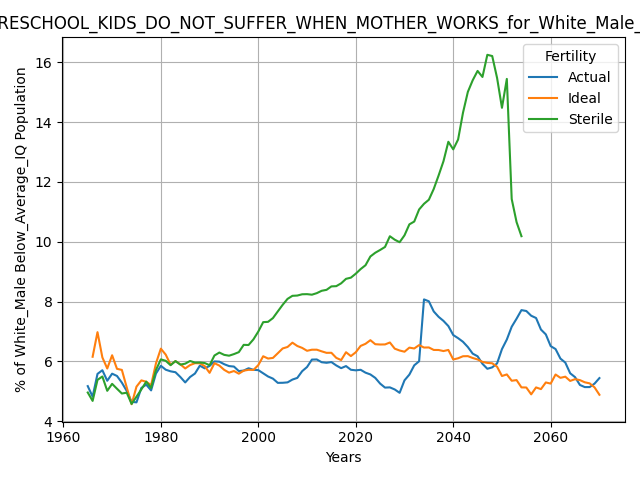 RESCHOOL_KIDS_DO_NOT_SUFFER_WHEN_MOTHER_WORKS_for_White_Male_
Fertility
Actual
Ideal
Sterile
% of White_Male Below_Average_IQ Population
16
14
12
10
8
6
4
1960
1980
2000
2020
2040
2060
Years